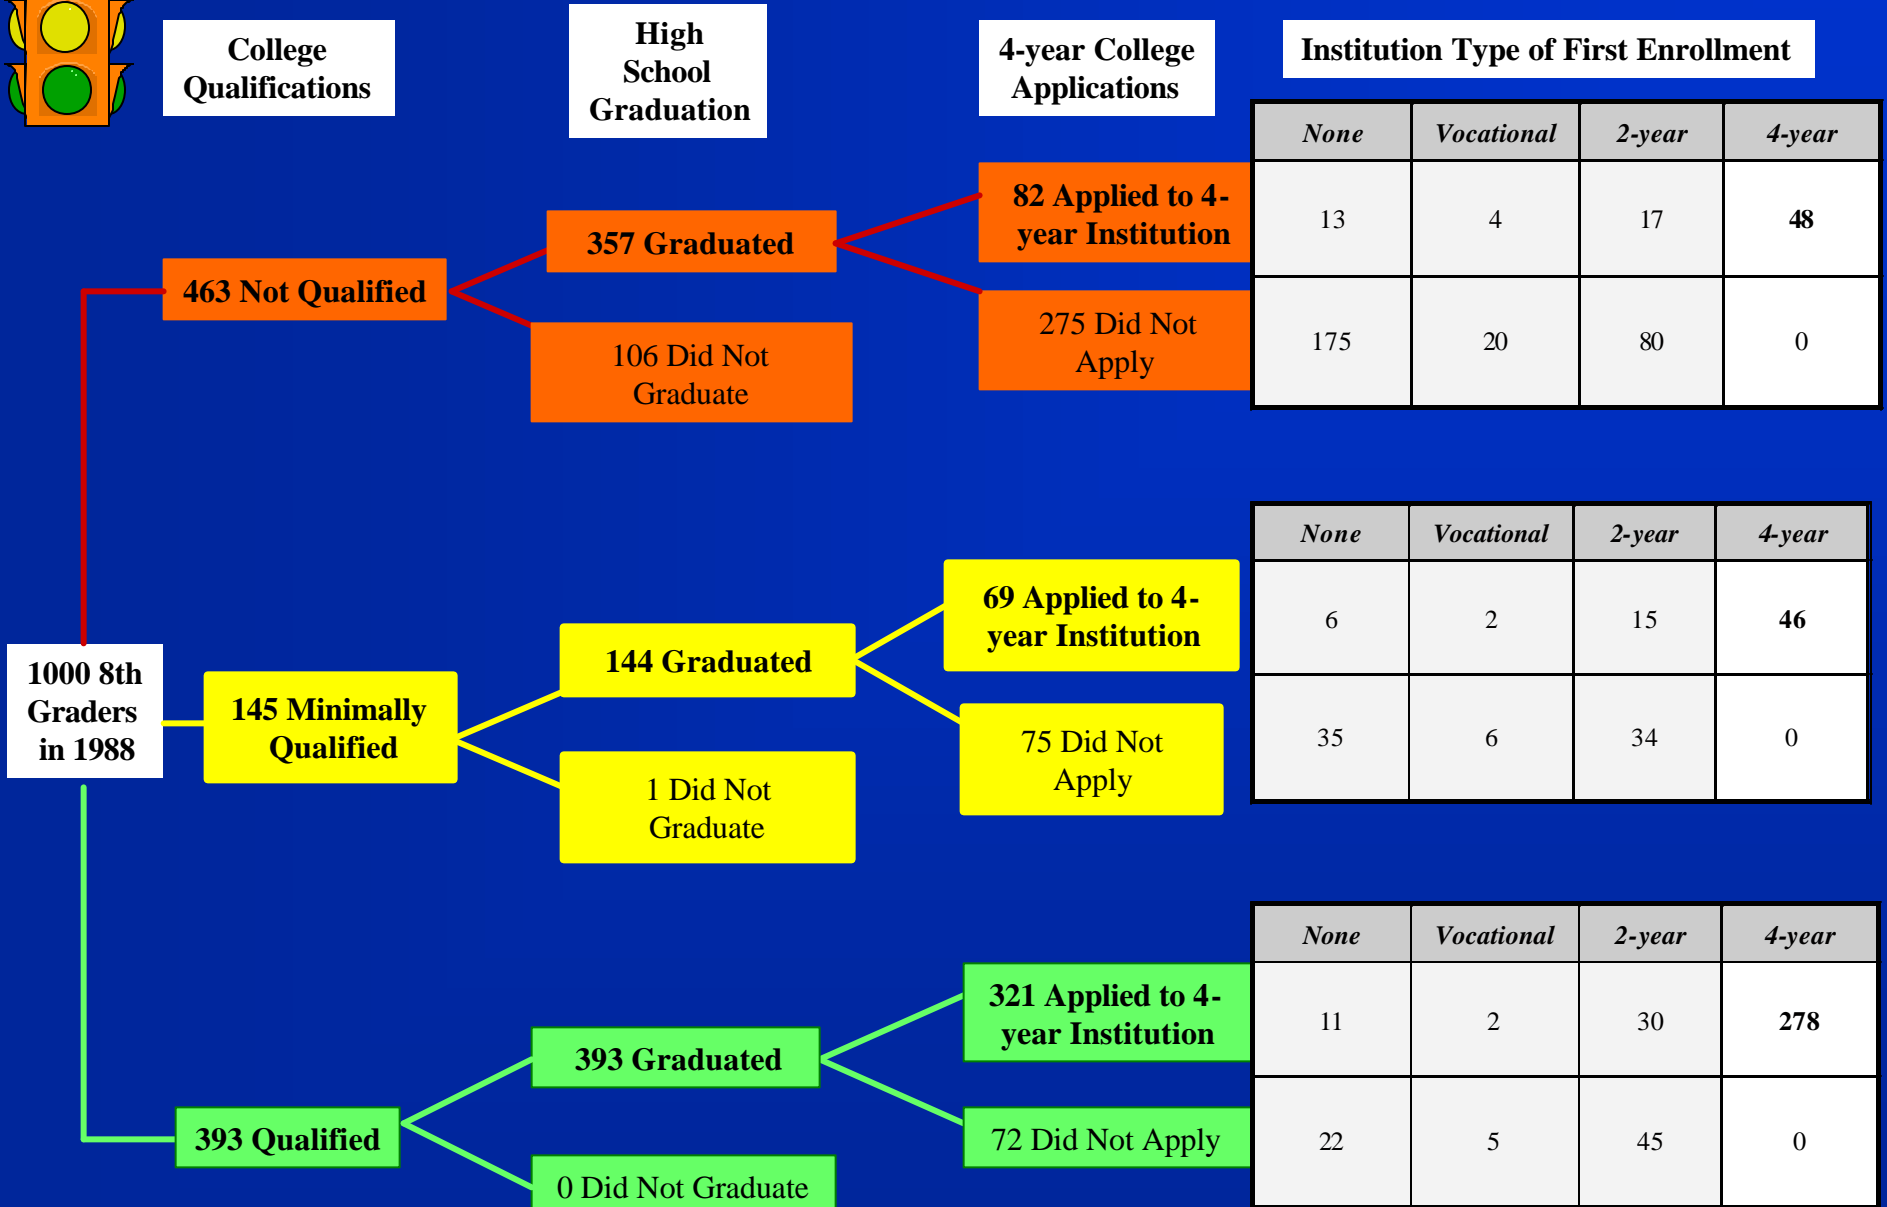 College
Qualifications
High
School
Graduation
4-year College
Applications
Institution Type of First Enrollment
None Vocational 2-year 4-year
82 Applied to 4-
year Institution
13 4 17 48
357 Graduated
463 Not Qualified
275 Did Not
Apply
175 20 80 0
106 Did Not
Graduate
None Vocational 2-year 4-year
69 Applied to 4-
year Institution
6 2 15 46
144 Graduated
1000 8th
Graders
in 1988
145 Minimally
Qualified
75 Did Not
Apply
35 6 34 0
1 Did Not
Graduate
None Vocational 2-year 4-year
321 Applied to 4-
year Institution
11 2 30 278
393 Graduated
393 Qualified
72 Did Not Apply
22 5 45 0
0 Did Not Graduate